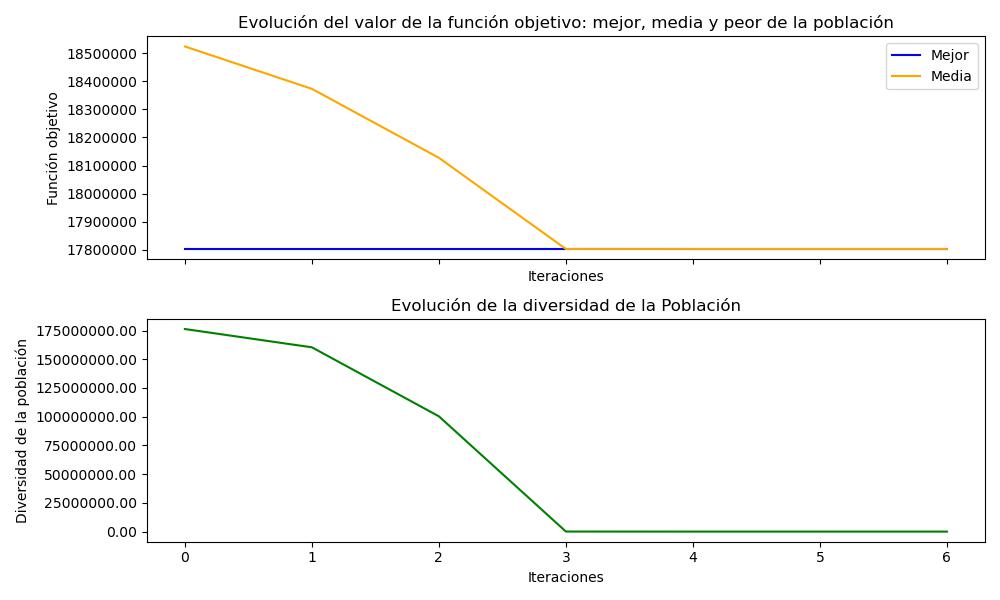 Evolución del valor de la función objetivo: mejor, media y peor de la población
Función objetivo
18500000
18400000
18300000
18200000
18100000
18000000
17900000
17800000
Mejor
Media
Iteraciones
Evolución de la diversidad de la Población
Diversidad de la población
175000000.00
150000000.00
125000000.00
100000000.00
75000000.00
50000000.00
25000000.00
0.00
0 1 2 3 4 5 6
Iteraciones